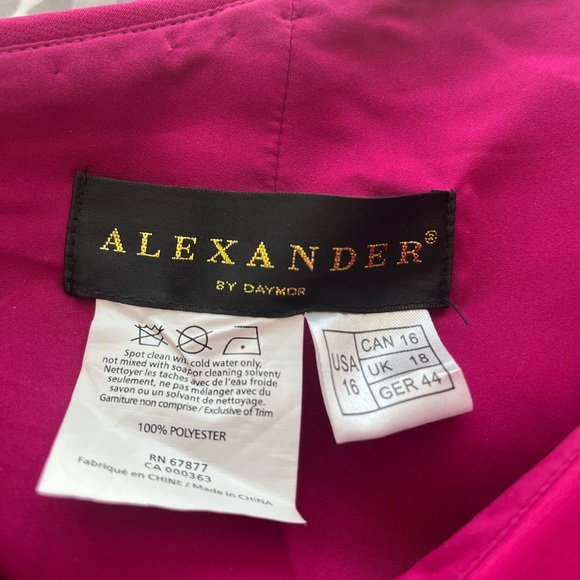 ALEXANDER®
BY DAYMOR
Spot clean with cold water only,
not mixed with soap or cleaning solvent/
Nettoyer les taches avec de l'eau froide
seulement, ne pas mélanger avec du
savon ou un solvant de nettoyage.
Garniture non comprise / Exclusive of Trim
100% POLYESTER
RN 67877
CA 000363
Fabriqué en CHINE / Made in CHINA
USA
16
CAN 16
UK 18
GER 44